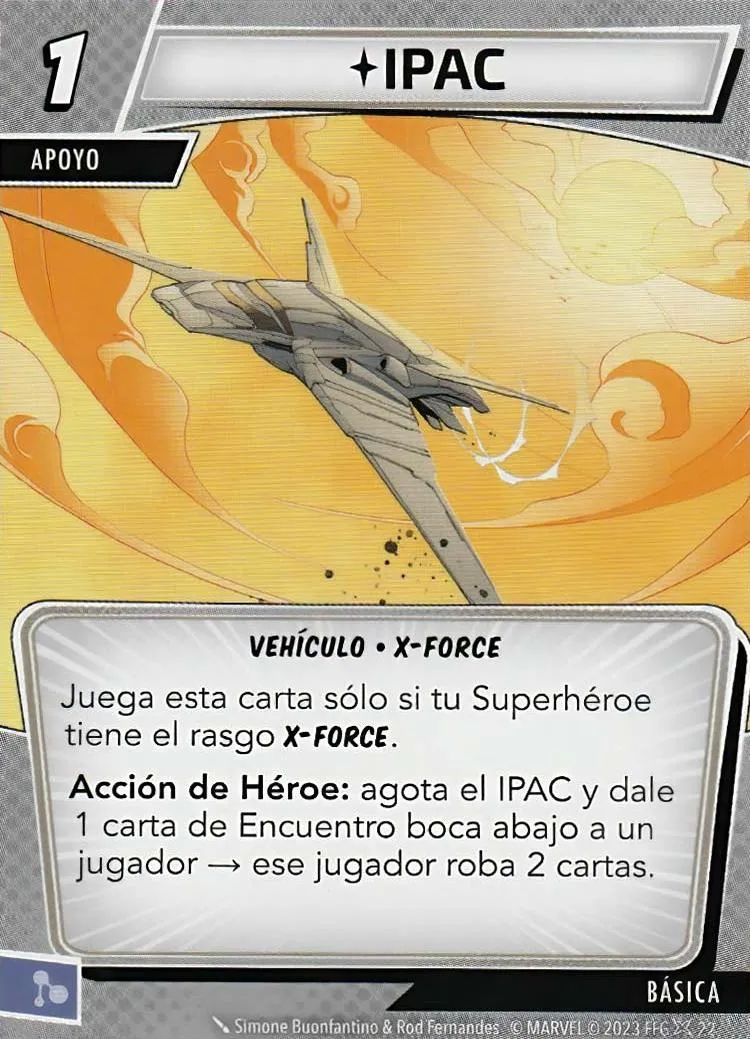 1
✦IPAC
APOYO
VEHÍCULO • X-FORCE
Juega esta carta sólo si tu Superhéroe
tiene el rasgo X-FORCE.
Acción de Héroe: agota el IPAC y dale
1 carta de Encuentro boca abajo a un
jugador → ese jugador roba 2 cartas.
BÁSICA
Simone Buonfantino & Rod Fernandes © MARVEL © 2023 FFG 22